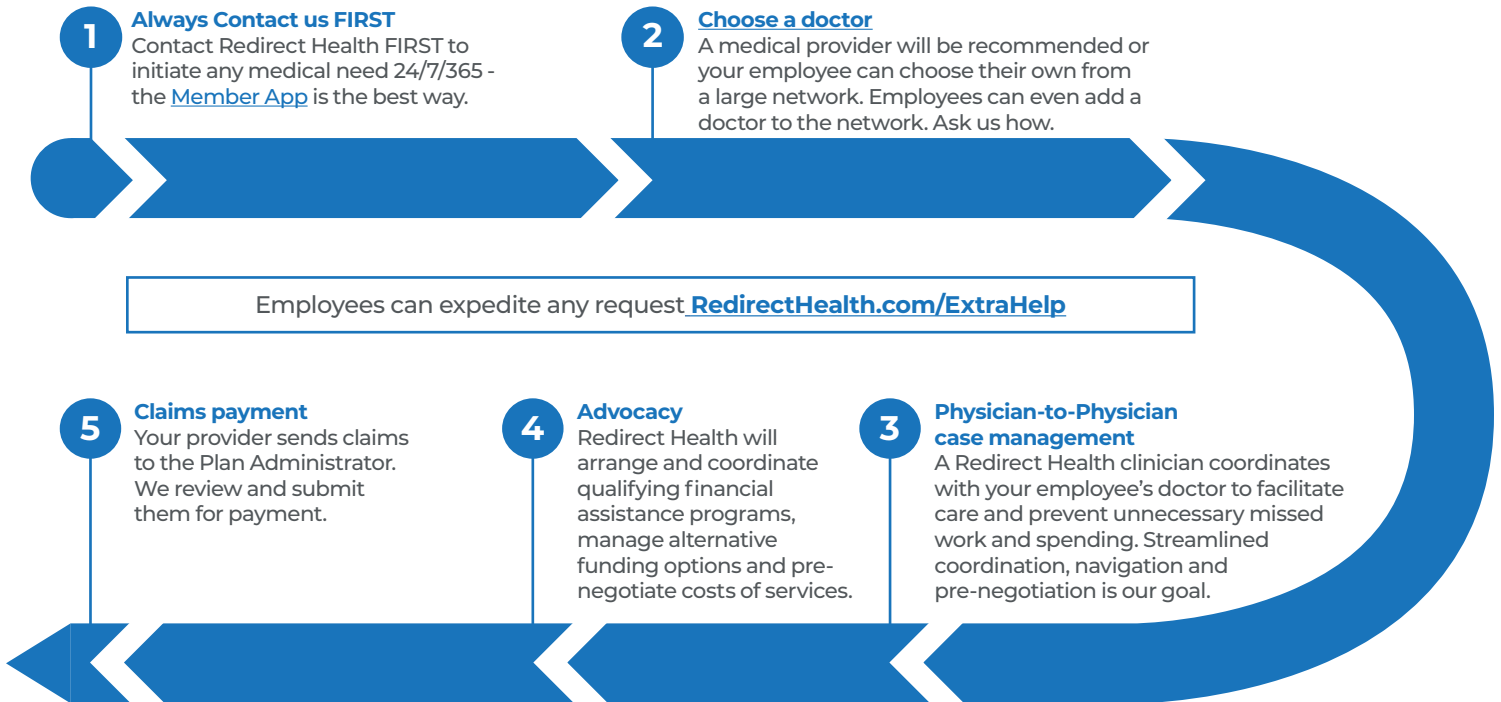 1
Always Contact us FIRST
Contact Redirect Health FIRST to
initiate any medical need 24/7/365 -
the Member App is the best way.
2
Choose a doctor
A medical provider will be recommended or
your employee can choose their own from
a large network. Employees can even add a
doctor to the network. Ask us how.
Employees can expedite any request RedirectHealth.com/ExtraHelp
3
Physician-to-Physician
case management
A Redirect Health clinician coordinates
with your employee's doctor to facilitate
care and prevent unnecessary missed
work and spending. Streamlined
coordination, navigation and
pre-negotiation is our goal.
4
Advocacy
Redirect Health will
arrange and coordinate
qualifying financial
assistance programs,
manage alternative
funding options and pre-
negotiate costs of services.
5
Claims payment
Your provider sends claims
to the Plan Administrator.
We review and submit
them for payment.